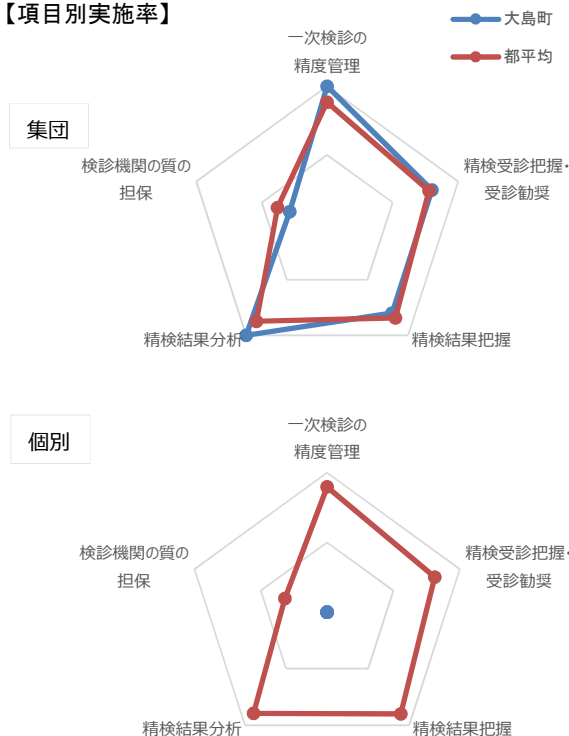 【項目別実施率】
大島町
都平均
集団
一次検診の
精度管理
精検受診把握・
受診勧奨
精検結果把握
精検結果分析
検診機関の質の
担保
個別
一次検診の
精度管理
精検受診把握・
受診勧奨
精検結果把握
精検結果分析
検診機関の質の
担保